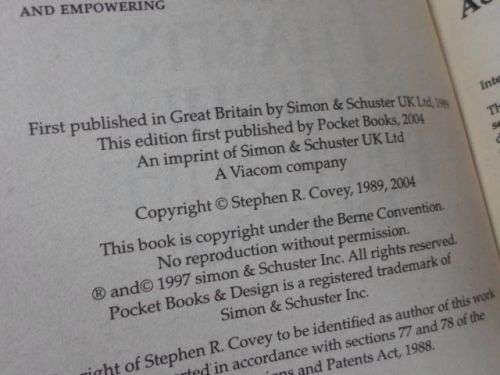 AND EMPOWERING
First published in Great Britain by Simon & Schuster UK Ltd, 1989
This edition first published by Pocket Books, 2004
An imprint of Simon & Schuster UK Ltd
A Viacom company
Copyright © Stephen R. Covey, 1989, 2004
This book is copyright under the Berne Convention.
No reproduction without permission.
® and© 1997 simon & Schuster Inc. All rights reserved.
Pocket Books & Design is a registered trademark of
Simon & Schuster Inc.
of Stephen R. Covey to be identified as author of this work
in accordance with sections 77 and 78 of the
and Patents Act, 1988.